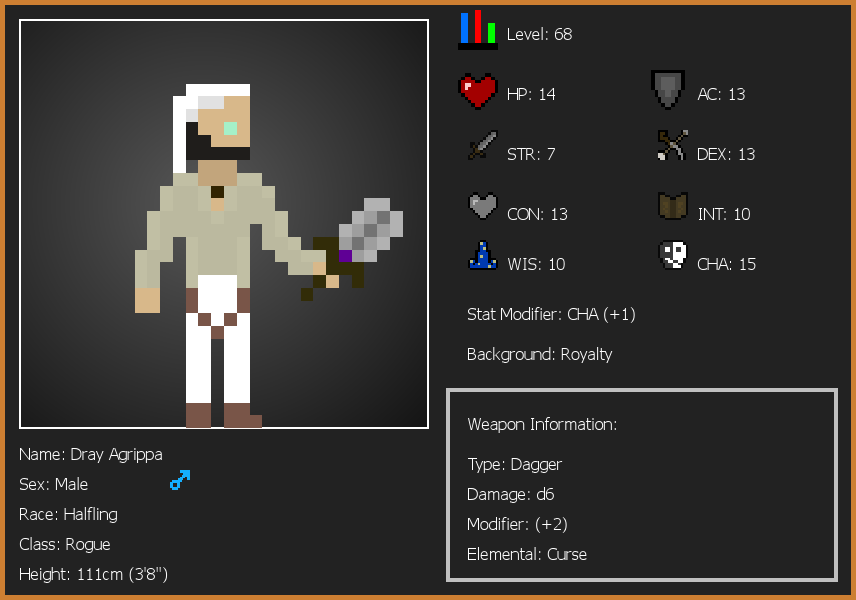 Level: 68
HP: 14
AC: 13
STR: 7
DEX: 13
CON: 13
INT: 10
WIS: 10
CHA: 15
Stat Modifier: CHA (+1)
Background: Royalty
Weapon Information:
Type: Dagger
Damage: d6
Modifier: (+2)
Elemental: Curse
Name: Dray Agrippa
Sex: Male
Race: Halfling
Class: Rogue
Height: 111cm (3'8")